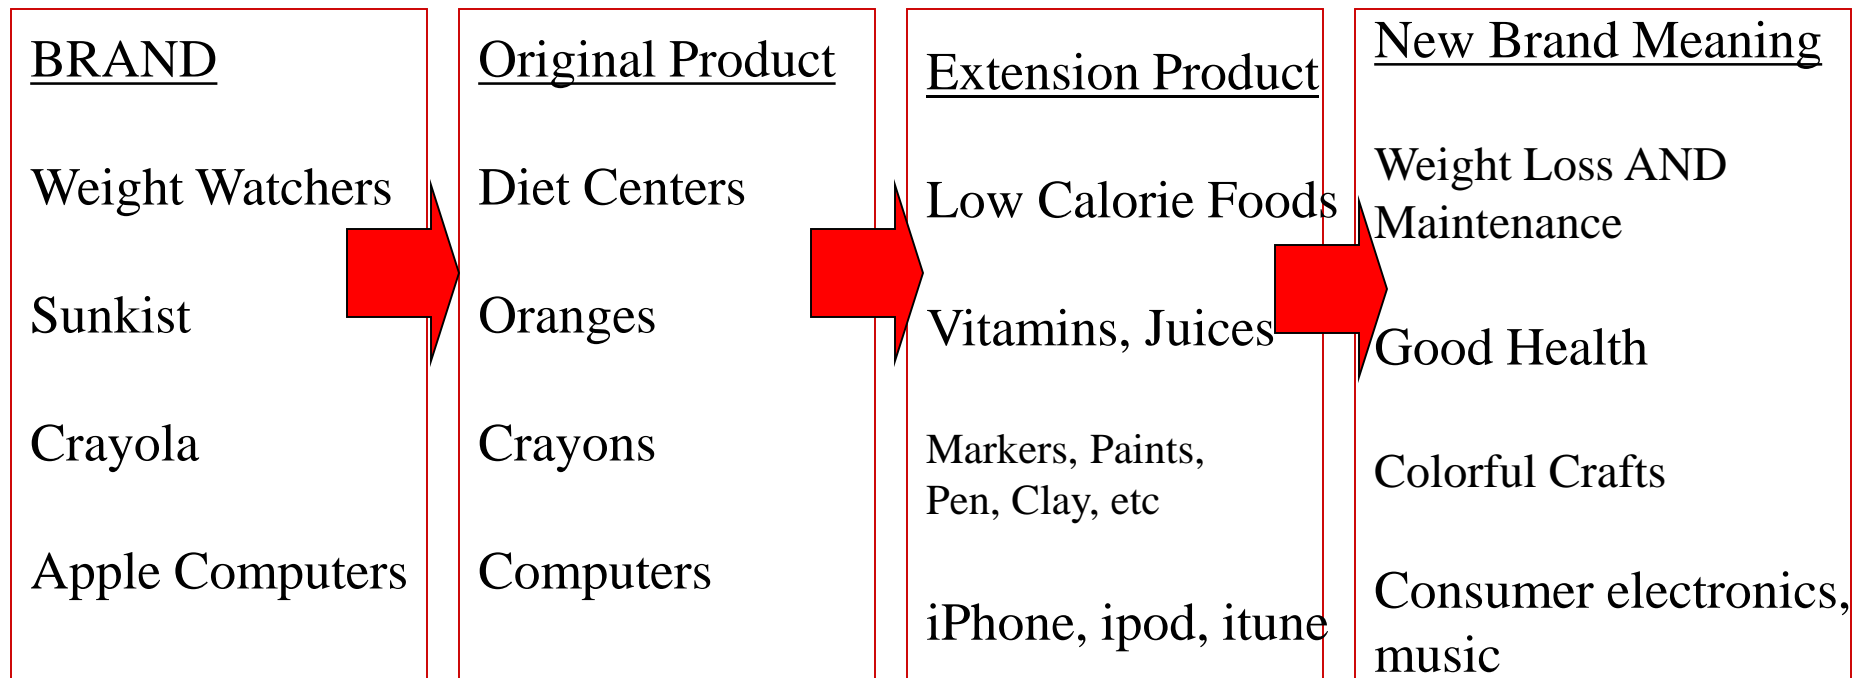 BRAND
Weight Watchers
Sunkist
Crayola
Apple Computers
Original Product
Diet Centers
Oranges
Crayons
Computers
Extension Product
Low Calorie Foods
Vitamins, Juices
Markers, Paints,
Pen, Clay, etc
iPhone, ipod, itune
New Brand Meaning
Weight Loss AND
Maintenance
Good Health
Colorful Crafts
Consumer electronics,
music